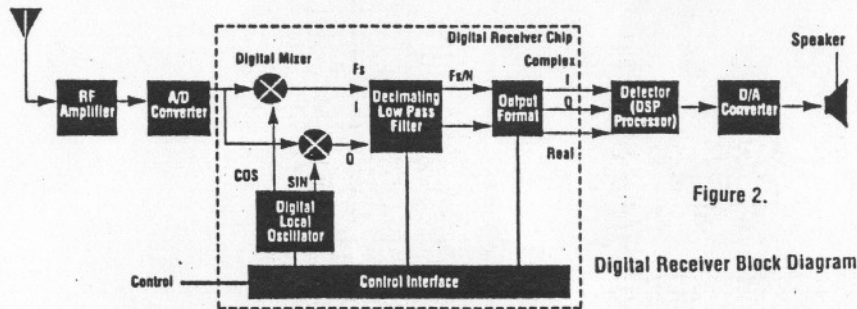 Digital Receiver Chip
Speaker
Digital Mixer
Complex
Fs
Fs/N
I
RF
Amplifier
A/D
Converter
I
Decimating
Low Pass
Filter
Output
Format
Q
Detector
(DSP
Processor)
D/A
Converter
Q
Real
COS
SIN
Digital
Local
Oscillator
Figure 2.
Control
Control Interface
Digital Receiver Block Diagram